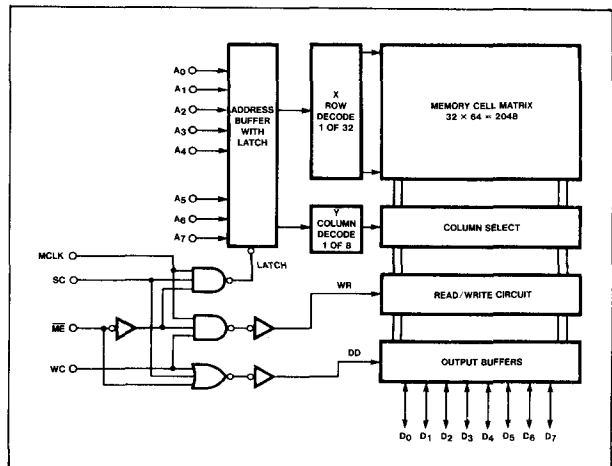 A0
A1
A2
A3
A4
A5
A6
A7
ADDRESS
BUFFER
WITH
LATCH
X
ROW
DECODE
1 OF 32
MEMORY CELL MATRIX
32 × 64 = 2048
Y
COLUMN
DECODE
1 OF 8
COLUMN SELECT
MCLK
SC
ME
WC
LATCH
WR
READ/WRITE CIRCUIT
DD
OUTPUT BUFFERS
D0 D1 D2 D3 D4 D5 D6 D7